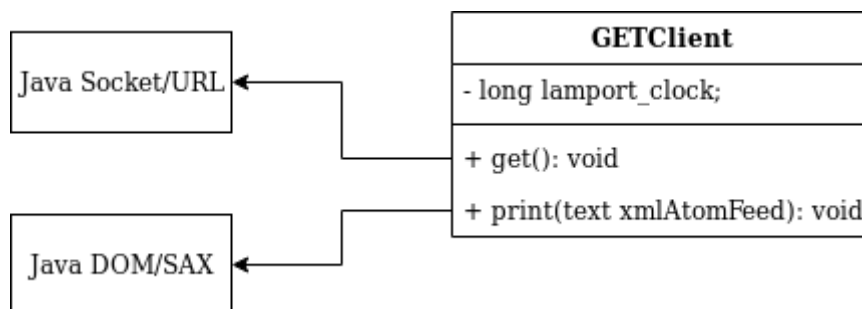 GETClient
Java Socket/URL
- long lamport_clock;
+ get(): void
+ print(text xmlAtomFeed): void
Java DOM/SAX